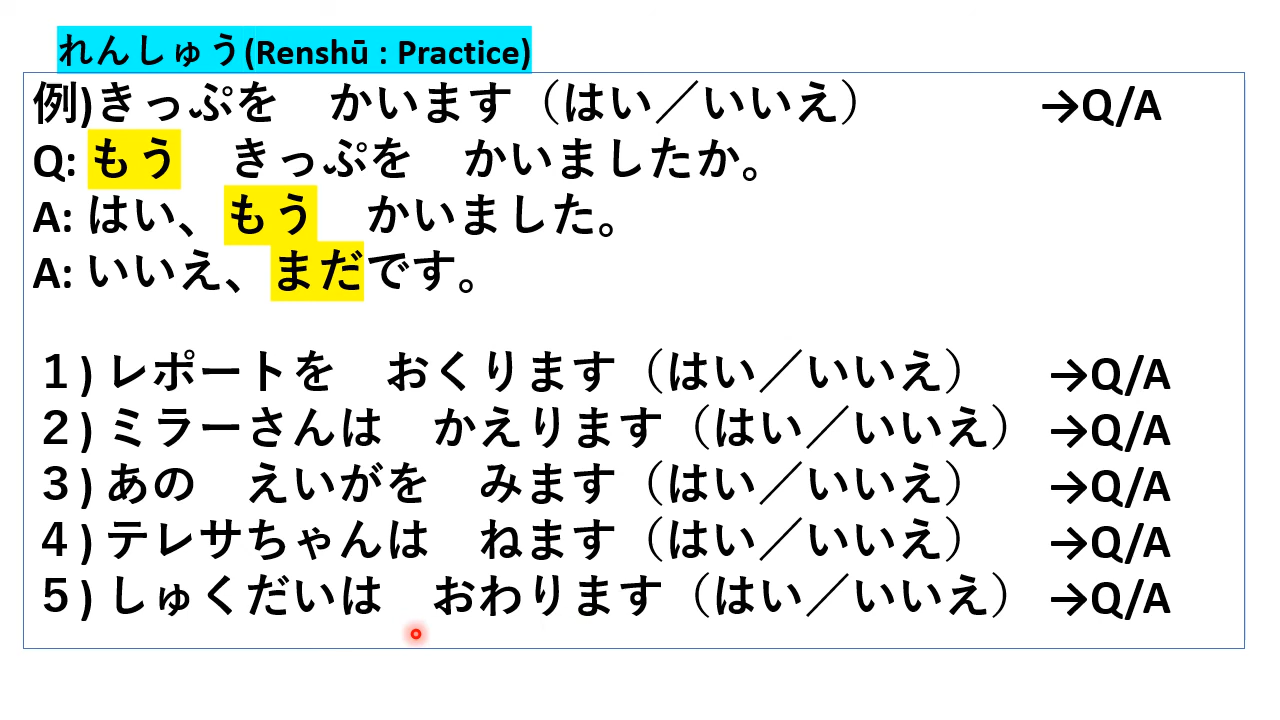 れんしゅう(Renshū : Practice)
例)きっぷを　かいます（はい／いいえ）　→Q/A
Q: もう　きっぷを　かいましたか。
A: はい、もう　かいました。
A: いいえ、まだです。
１) レポートを　おくります（はい／いいえ）　→Q/A
２) ミラーさんは　かえります（はい／いいえ）　→Q/A
３) あの　えいがを　みます（はい／いいえ）　→Q/A
４) テレサちゃんは　ねます（はい／いいえ）　→Q/A
５) しゅくだいは　おわります（はい／いいえ）　→Q/A